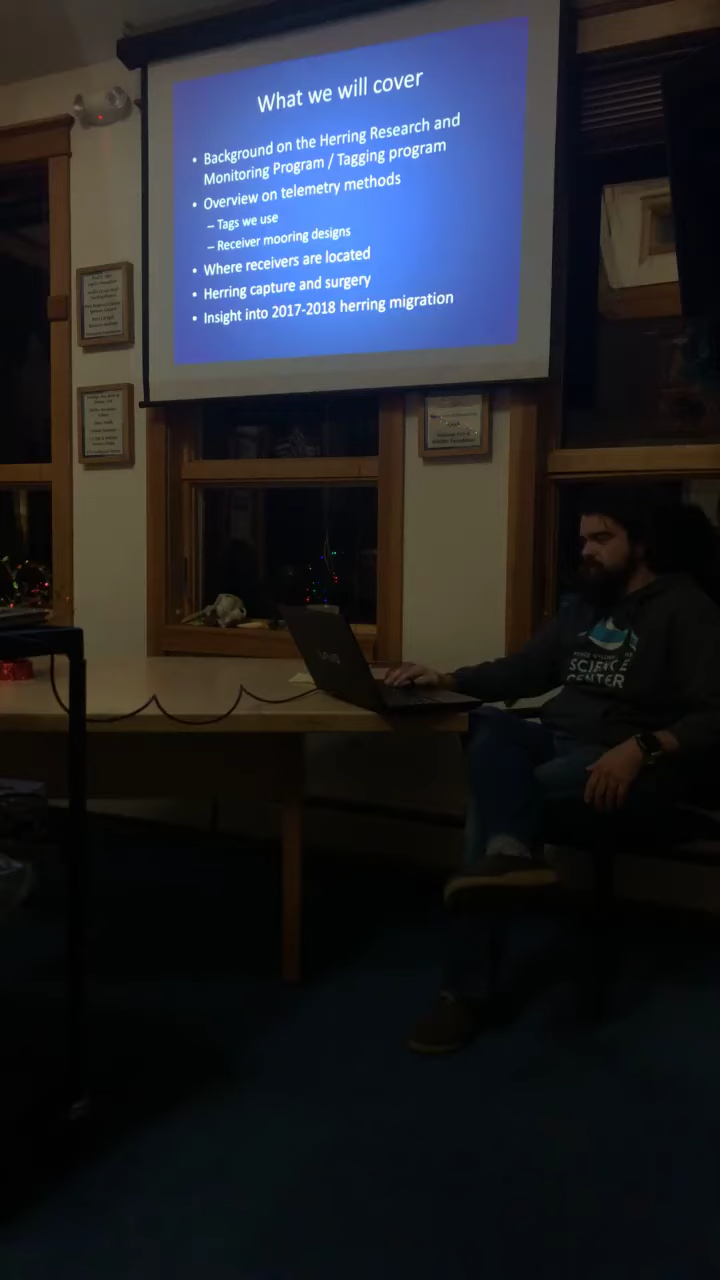 What we will cover
• Background on the Herring Research and
Monitoring Program / Tagging program
• Overview on telemetry methods
– Tags we use
– Receiver mooring designs
• Where receivers are located
• Herring capture and surgery
• Insight into 2017-2018 herring migration
SCIENCE
CENTER